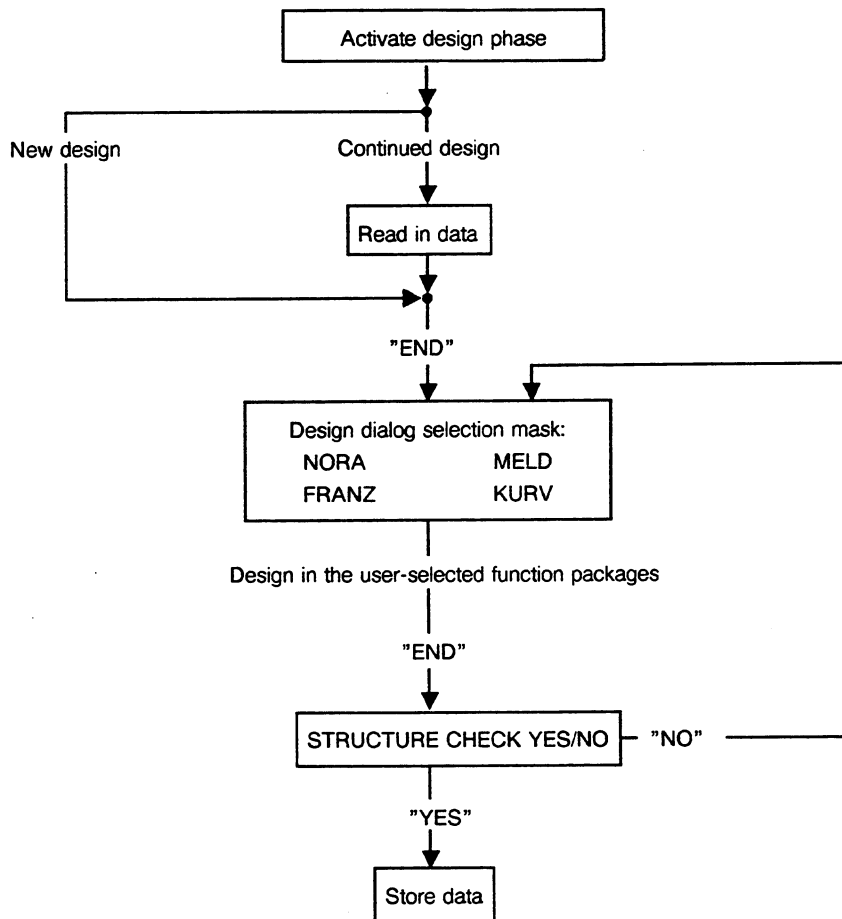 Activate design phase
New design
Continued design
Read in data
"END"
Design dialog selection mask:
NORA MELD
FRANZ KURV
Design in the user-selected function packages
"END"
STRUCTURE CHECK YES/NO "NO"
"YES"
Store data